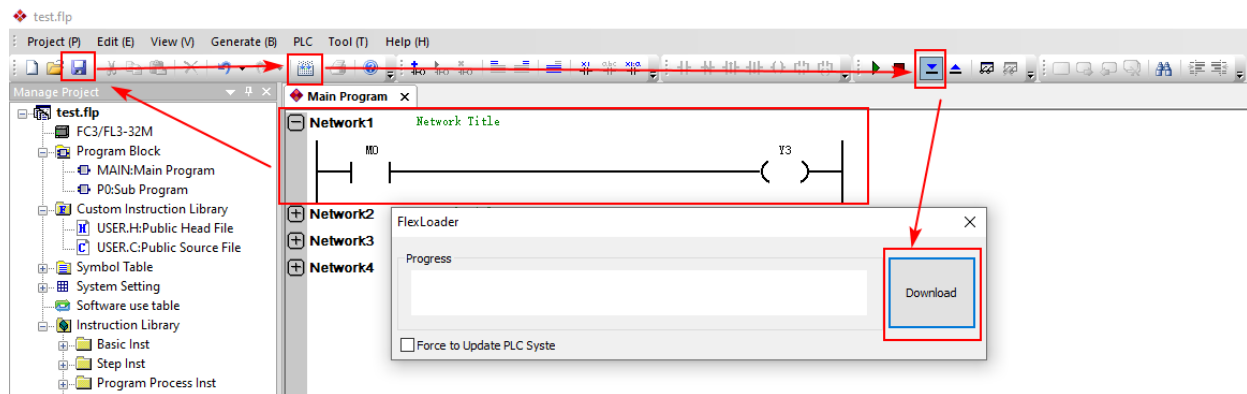 test.flp
Project (P) Edit (E) View (V) Generate (B) PLC Tool (T) Help (H)
Manage Project
Main Program
test.flp
FC3/FL3-32M
Program Block
MAIN:Main Program
P0:Sub Program
Custom Instruction Library
USER.H:Public Head File
USER.C:Public Source File
Symbol Table
System Setting
Software use table
Instruction Library
Basic Inst
Step Inst
Program Process Inst
Network1 Network Title
M0 Y3
Network2
Network3
Network4
FlexLoader
Progress
Download
Force to Update PLC Syste